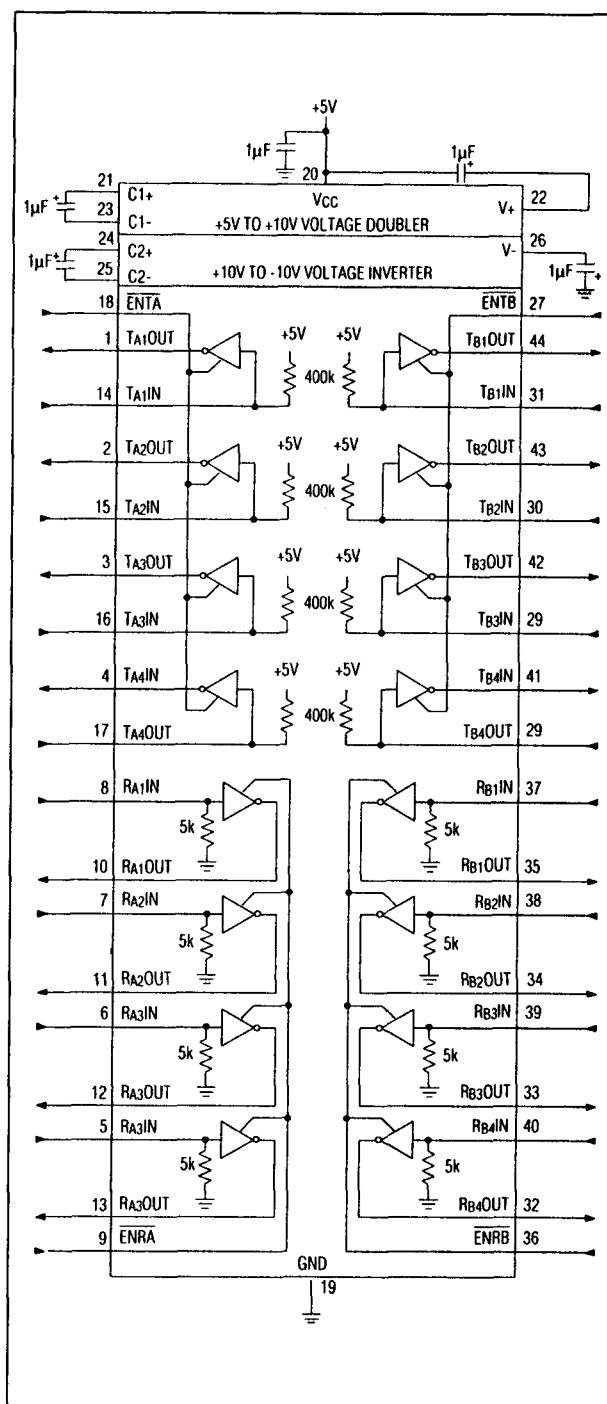 +5V
1µF
1µF
21
C1+
20
VCC
V+
22
1µF
23
C1-
+5V TO +10V VOLTAGE DOUBLER
24
C2+
V-
26
1µF
25
C2-
+10V TO -10V VOLTAGE INVERTER
1µF
18
ENTA
ENTB
27
1
TA1OUT
+5V
+5V
TB1OUT
44
400k
14
TA1IN
TB1IN
31
2
TA2OUT
+5V
TB2OUT
43
400k
15
TA2IN
TB2IN
30
3
TA3OUT
+5V
TB3OUT
42
400k
16
TA3IN
TB3IN
29
4
TA4IN
+5V
TB4IN
41
400k
17
TA4OUT
TB4OUT
29
8
RA1IN
RB1IN
37
5k
5k
10
RA1OUT
RB1OUT
35
7
RA2IN
RB2IN
38
5k
5k
11
RA2OUT
RB2OUT
34
6
RA3IN
RB3IN
39
5k
5k
12
RA3OUT
RB3OUT
33
5
RA3IN
RB4IN
40
5k
5k
13
RA3OUT
RB4OUT
32
9
ENRA
ENRB
36
GND
19